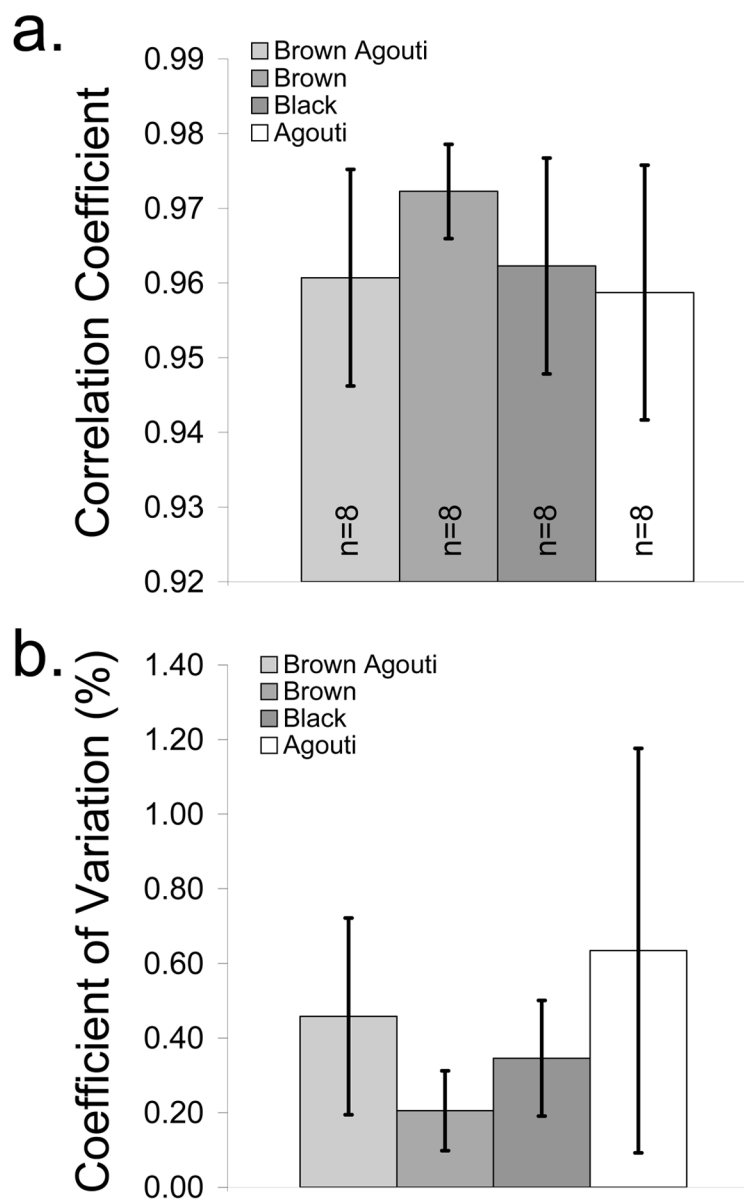 a.
Correlation Coefficient
0.99
0.98
0.97
0.96
0.95
0.94
0.93
0.92
Brown Agouti
Brown
Black
Agouti
n=8
n=8
n=8
n=8
b.
Coefficient of Variation (%)
1.40
1.20
1.00
0.80
0.60
0.40
0.20
0.00
Brown Agouti
Brown
Black
Agouti